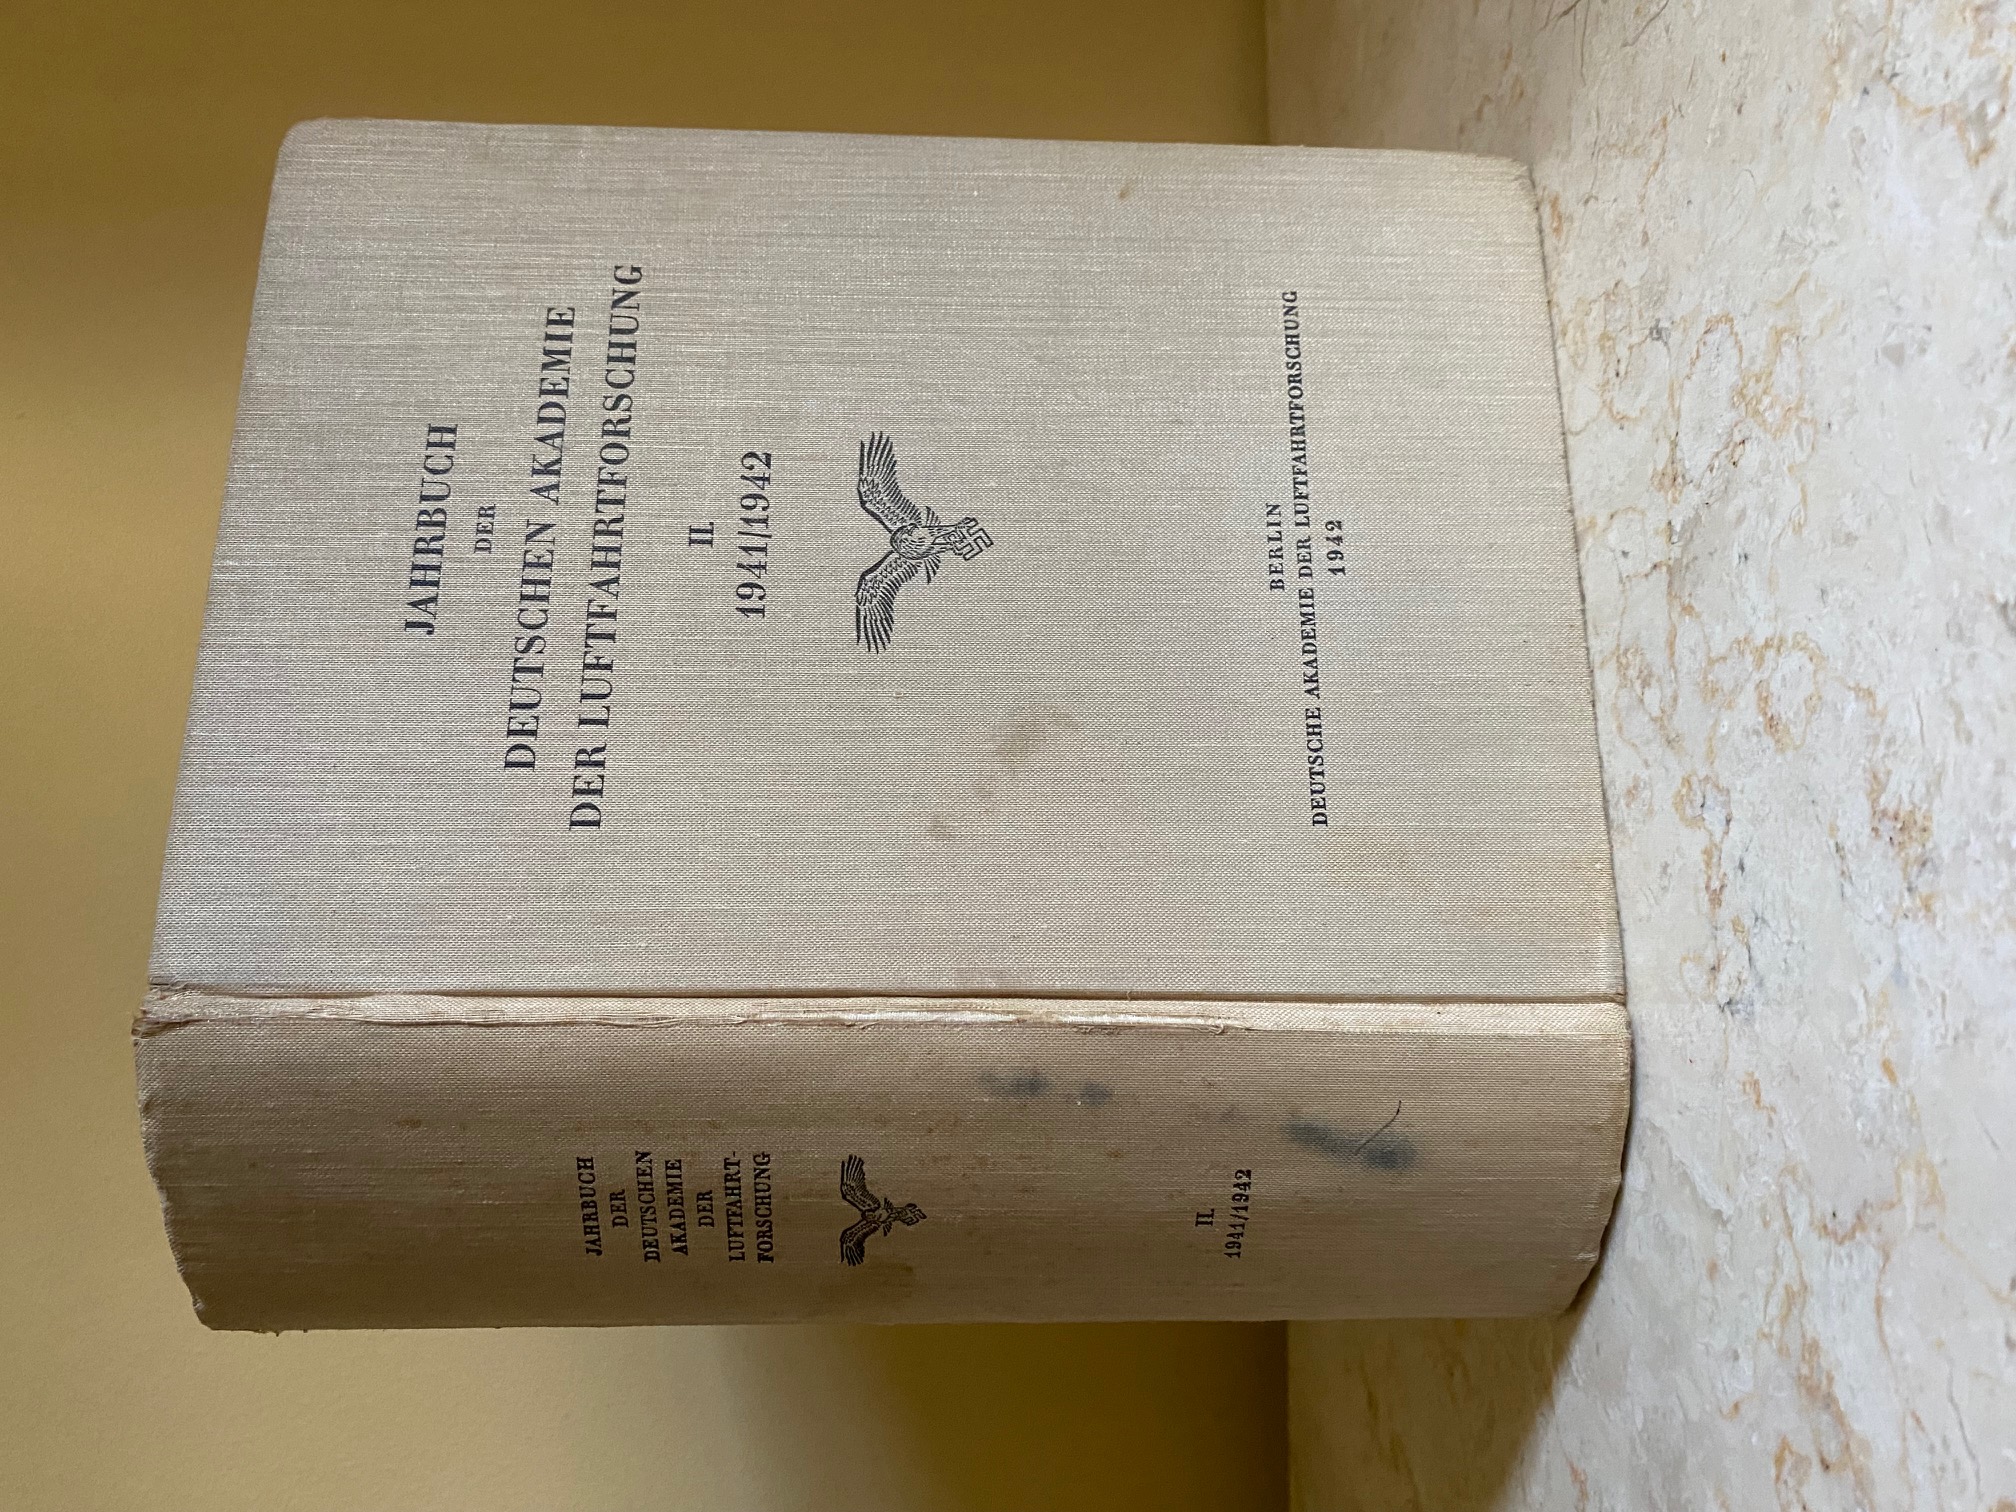 JAHRBUCH
DER
DEUTSCHEN AKADEMIE
DER LUFTFAHRTFORSCHUNG
II.
1941/1942
BERLIN
DEUTSCHE AKADEMIE DER LUFTFAHRTFORSCHUNG
1942
JAHRBUCH
DER
DEUTSCHEN
AKADEMIE
DER
LUFTFAHRT-
FORSCHUNG
II.
1941/1942